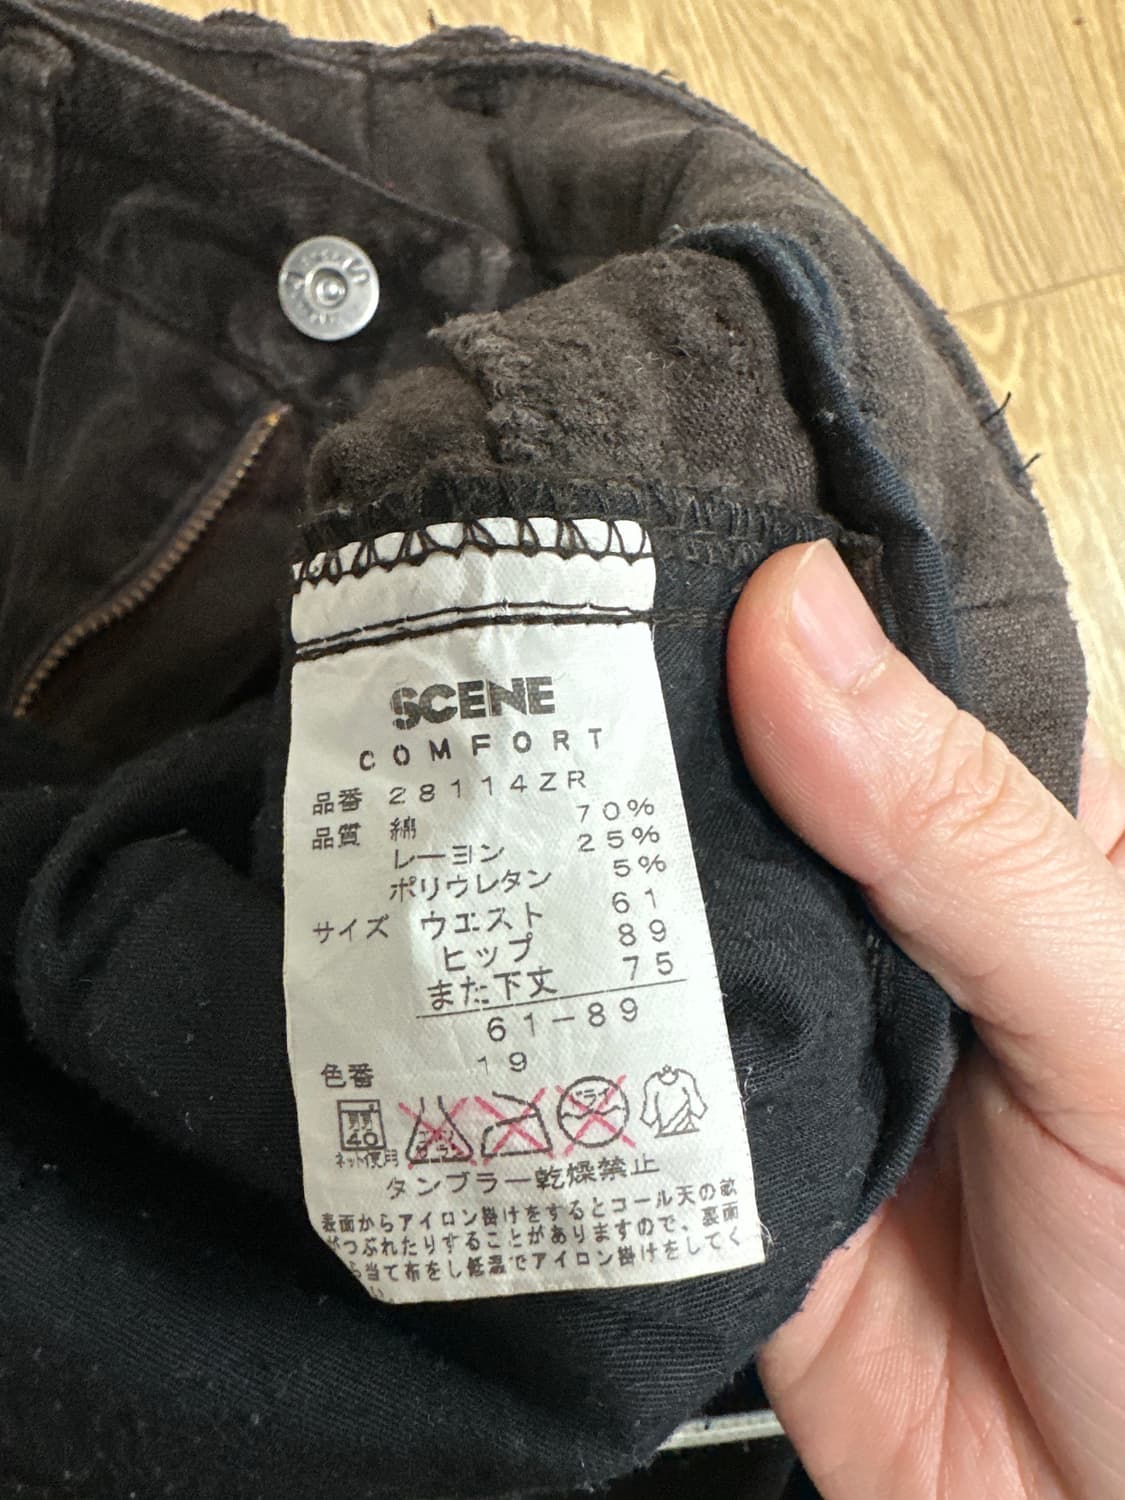 SCENE
COMFORT
品番 28114ZR
品質 綿 70%
レーヨン 25%
ポリウレタン 5%
サイズ ウエスト 61
ヒップ 89
また下丈 75
61-89
色番 19
40
ネット使用
ドライ
タンブラー乾燥禁止
表面からアイロン掛けをするとコール天の畝
がつぶれたりすることがありますので、裏面
ら当て布をし低温でアイロン掛けをしてく